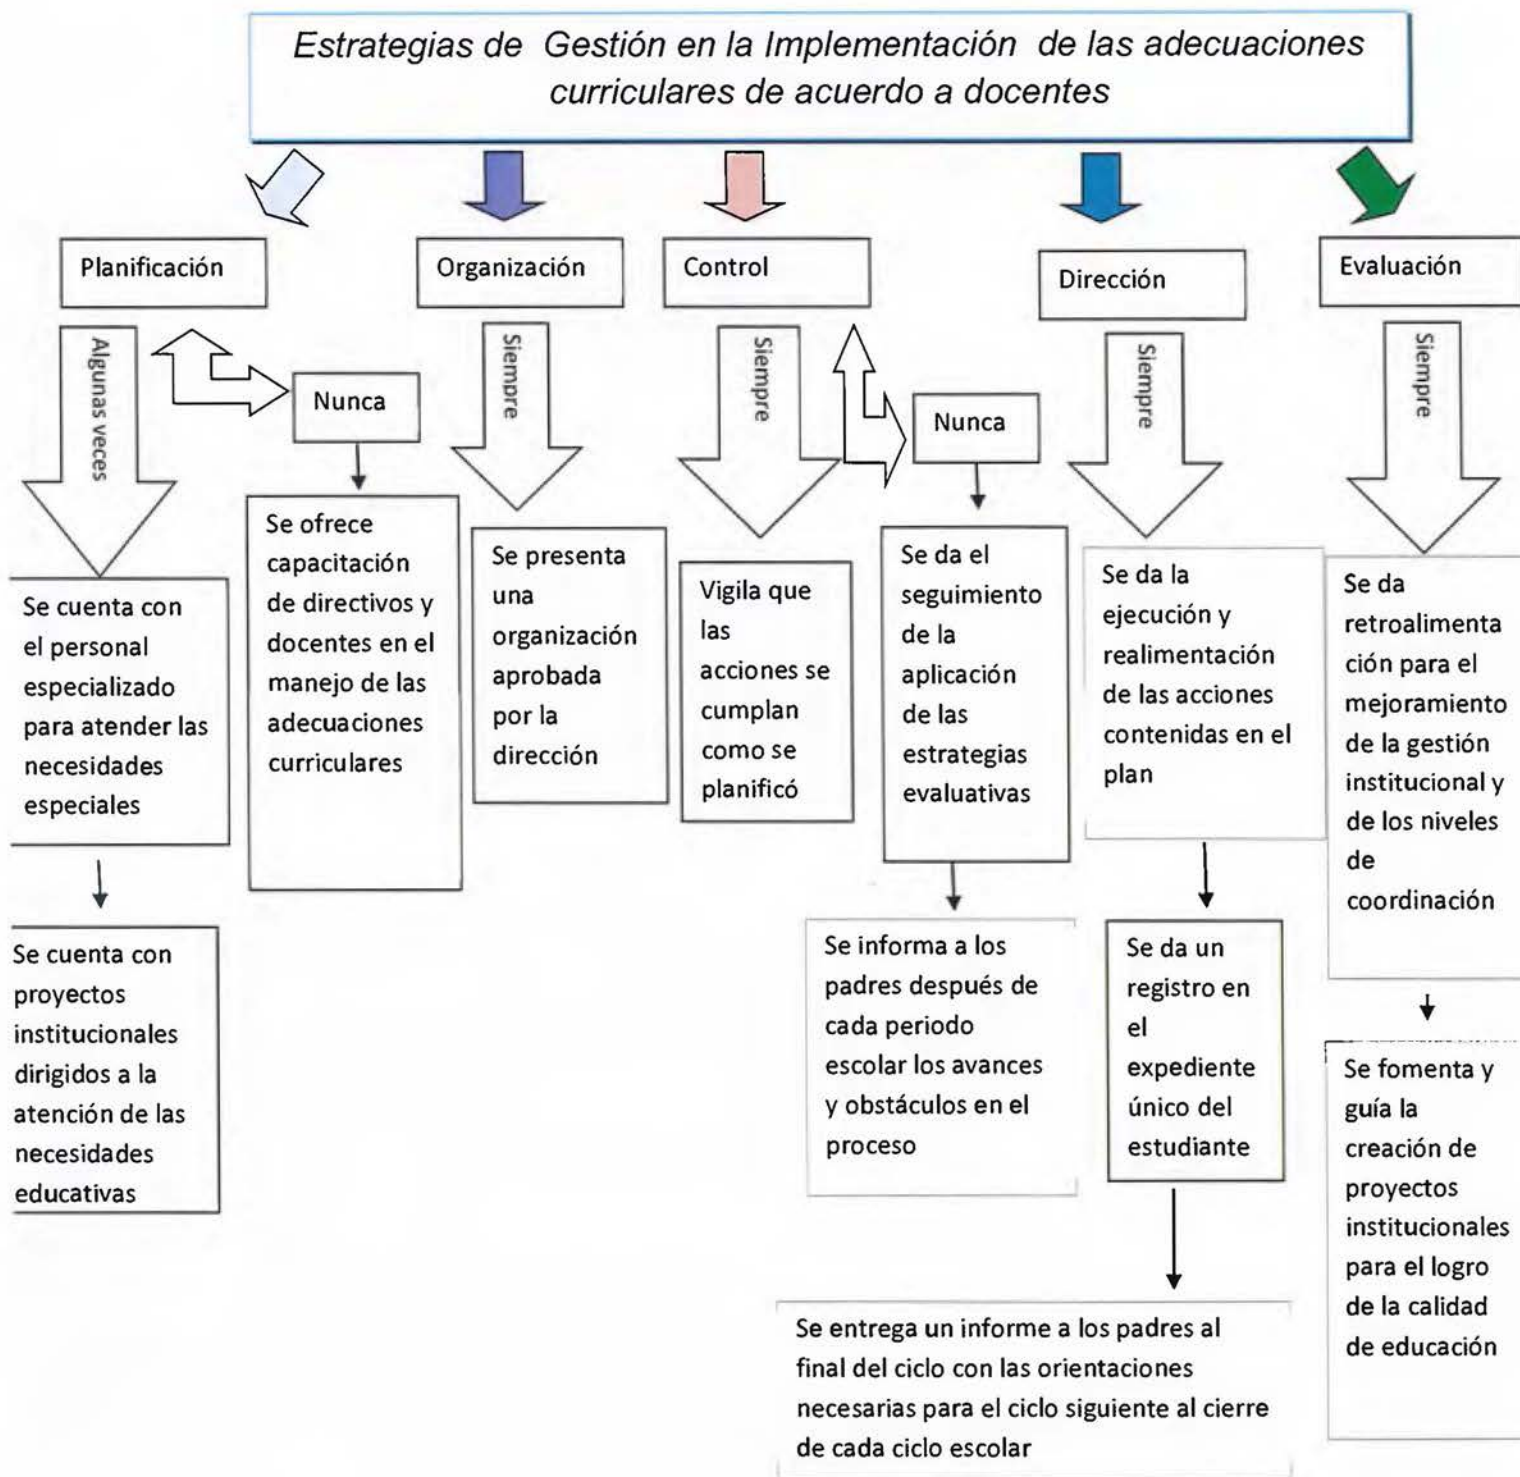 Estrategias de Gestión en la Implementación de las adecuaciones
curriculares de acuerdo a docentes
Planificación
Organización
Control
Dirección
Evaluación
Algunas veces
Nunca
Siempre
Siempre
Nunca
Siempre
Siempre
Se cuenta con
el personal
especializado
para atender las
necesidades
especiales
Se ofrece
capacitación
de directivos y
docentes en el
manejo de las
adecuaciones
curriculares
Se presenta
una
organización
aprobada
por la
dirección
Vigila que
las
acciones se
cumplan
como se
planificó
Se da el
seguimiento
de la
aplicación
de las
estrategias
evaluativas
Se da la
ejecución y
realimentación
de las acciones
contenidas en el
plan
Se da
retroalimenta
ción para el
mejoramiento
de la gestión
institucional y
de los niveles
de
coordinación
Se cuenta con
proyectos
institucionales
dirigidos a la
atención de las
necesidades
educativas
Se informa a los
padres después de
cada periodo
escolar los avances
y obstáculos en el
proceso
Se da un
registro en
el
expediente
único del
estudiante
Se fomenta y
guía la
creación de
proyectos
institucionales
para el logro
de la calidad
de educación
Se entrega un informe a los padres al
final del ciclo con las orientaciones
necesarias para el ciclo siguiente al cierre
de cada ciclo escolar